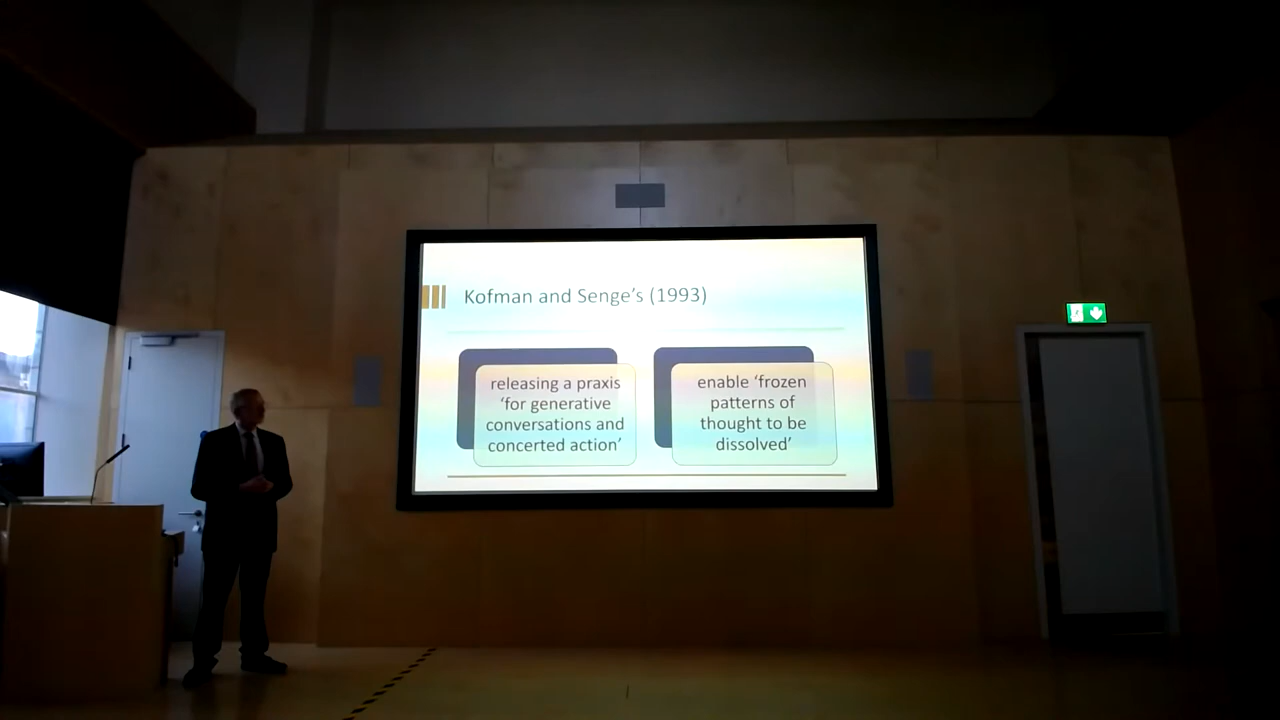 Kofman and Senge's (1993)
releasing a praxis
‘for generative
conversations and
concerted action’
enable ‘frozen
patterns of
thought to be
dissolved’